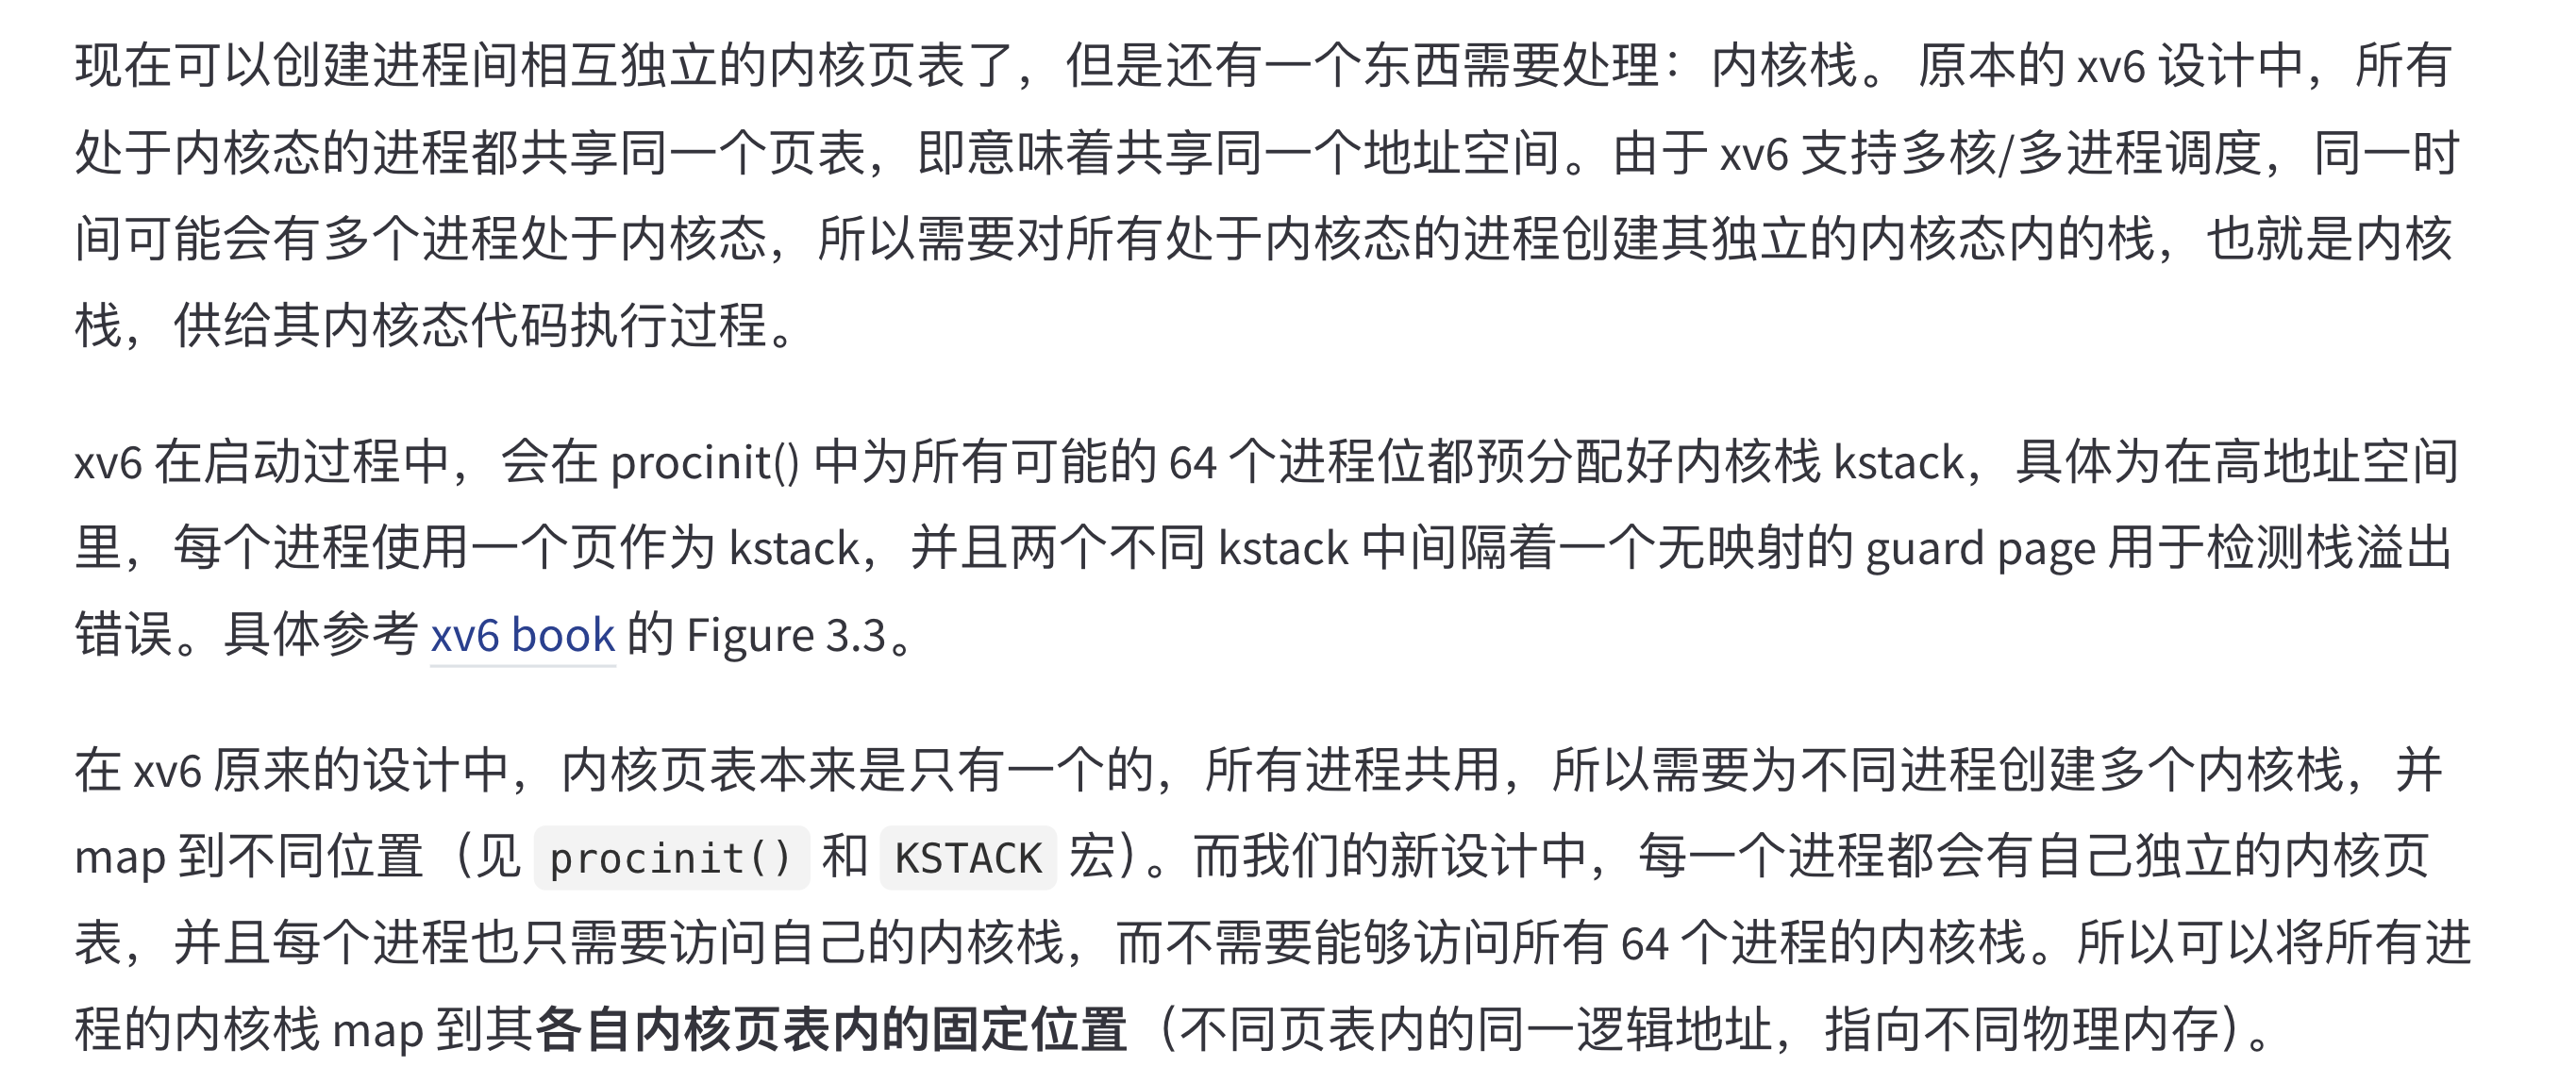 现在可以创建进程间相互独立的内核页表了，但是还有一个东西需要处理：内核栈。 原本的 xv6 设计中，所有
处于内核态的进程都共享同一个页表，即意味着共享同一个地址空间。由于 xv6 支持多核/多进程调度，同一时
间可能会有多个进程处于内核态，所以需要对所有处于内核态的进程创建其独立的内核态内的栈，也就是内核
栈，供给其内核态代码执行过程。
xv6 在启动过程中，会在 procinit() 中为所有可能的 64 个进程位都预分配好内核栈 kstack，具体为在高地址空间
里，每个进程使用一个页作为 kstack，并且两个不同 kstack 中间隔着一个无映射的 guard page 用于检测栈溢出
错误。具体参考 xv6 book 的 Figure 3.3。
在 xv6 原来的设计中，内核页表本来是只有一个的，所有进程共用，所以需要为不同进程创建多个内核栈，并
map 到不同位置（见 procinit() 和 KSTACK 宏）。而我们的新设计中，每一个进程都会有自己独立的内核页
表，并且每个进程也只需要访问自己的内核栈，而不需要能够访问所有 64 个进程的内核栈。所以可以将所有进
程的内核栈 map 到其各自内核页表内的固定位置（不同页表内的同一逻辑地址，指向不同物理内存）。